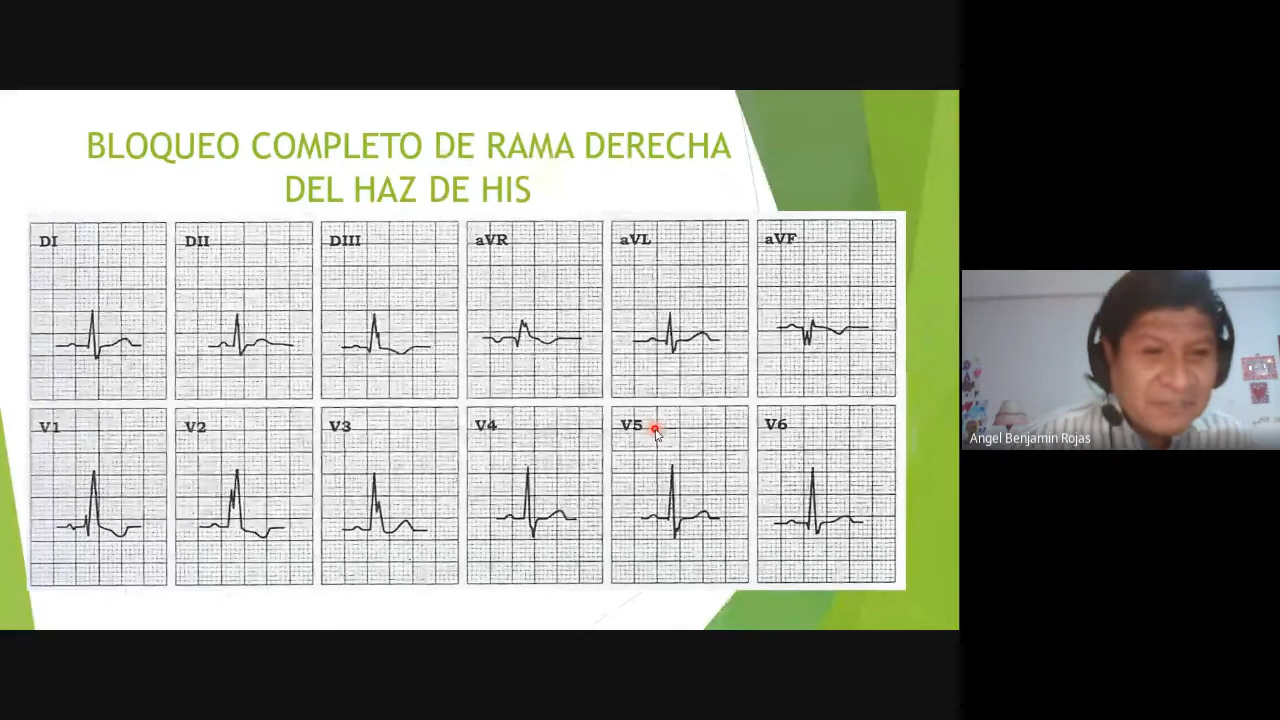 BLOQUEO COMPLETO DE RAMA DERECHA
DEL HAZ DE HIS
DI
DII
DIII
aVR
aVL
aVF
V1
V2
V3
V4
V5
V6
Angel Benjamin Rojas